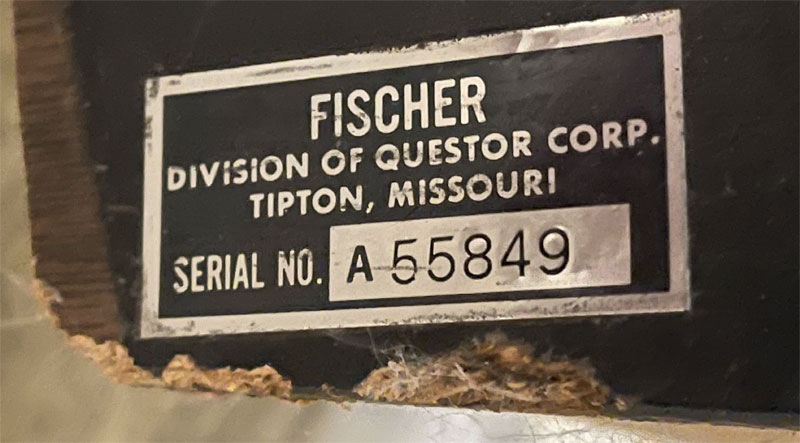 FISCHER
DIVISION OF QUESTOR CORP.
TIPTON, MISSOURI
SERIAL NO. A 55849